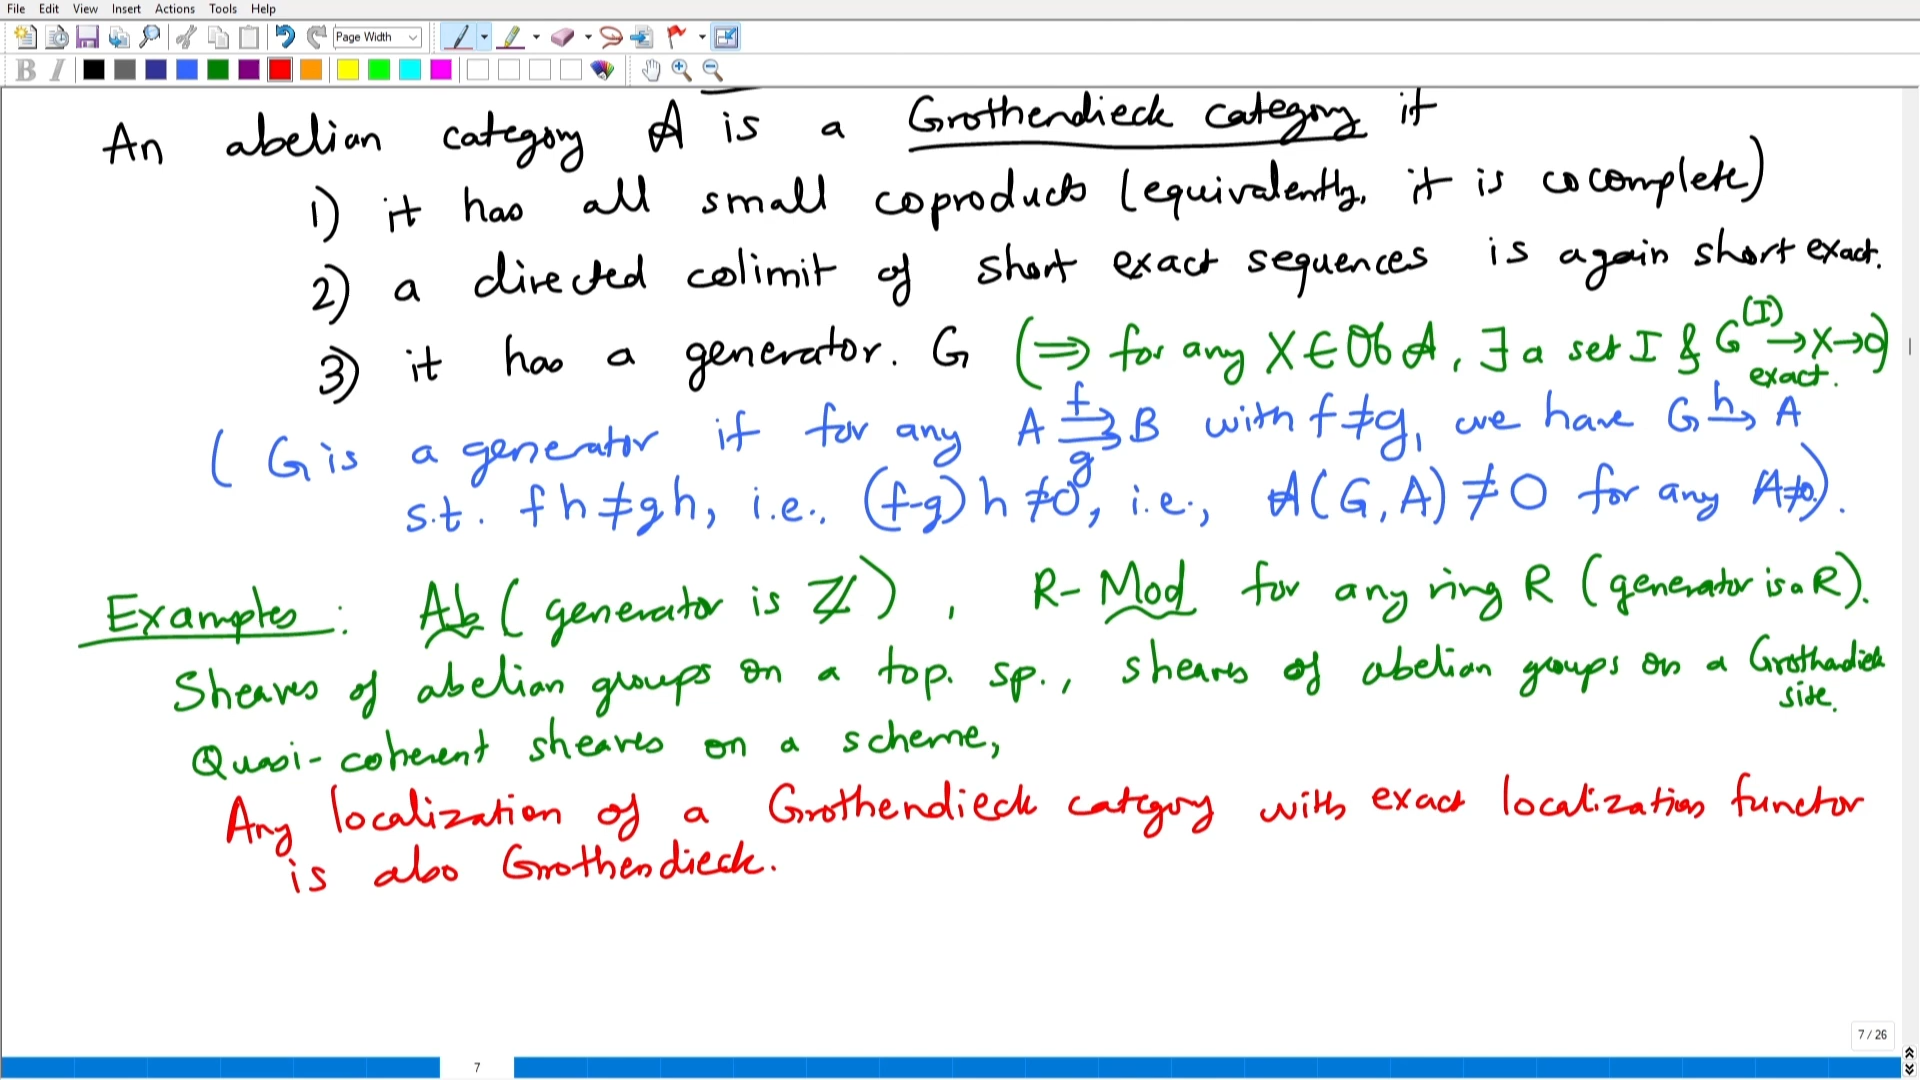 File Edit View Insert Actions Tools Help
Page Width
B I
An abelian category 𝒜 is a Grothendieck category if
1) it has all small coproducts (equivalently, it is cocomplete)
2) a directed colimit of short exact sequences is again short exact.
3) it has a generator. G (⇒ for any X ∈ Ob 𝒜, ∃ a set I & G^(I) → X → 0)
exact.
( G is a generator if for any A ⇉ B with f ≠ g, we have G →h A
f
g
s.t. fh ≠ gh, i.e., (f-g)h ≠ 0, i.e., 𝒜(G, A) ≠ 0 for any A≠0).
Examples : Ab ( generator is ℤ ) , R-Mod for any ring R (generator is a R).
Sheaves of abelian groups on a top. sp., sheaves of abelian groups on a Grothendieck
site.
Quasi-coherent sheaves on a scheme,
Any localization of a Grothendieck category with exact localization functor
is also Grothendieck.
7 / 26
7